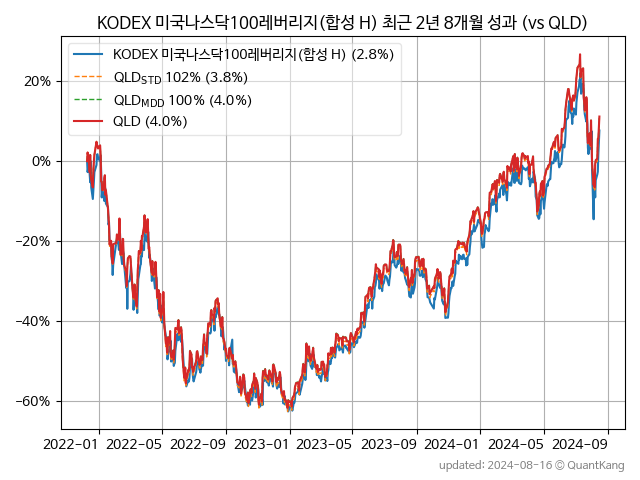 KODEX 미국나스닥100레버리지(합성 H) 최근 2년 8개월 성과 (vs QLD)
KODEX 미국나스닥100레버리지(합성 H) (2.8%)
QLD_STD 102% (3.8%)
QLD_MDD 100% (4.0%)
QLD (4.0%)
20%
0%
−20%
−40%
−60%
2022-01 2022-05 2022-09 2023-01 2023-05 2023-09 2024-01 2024-05 2024-09
updated: 2024-08-16 © QuantKang